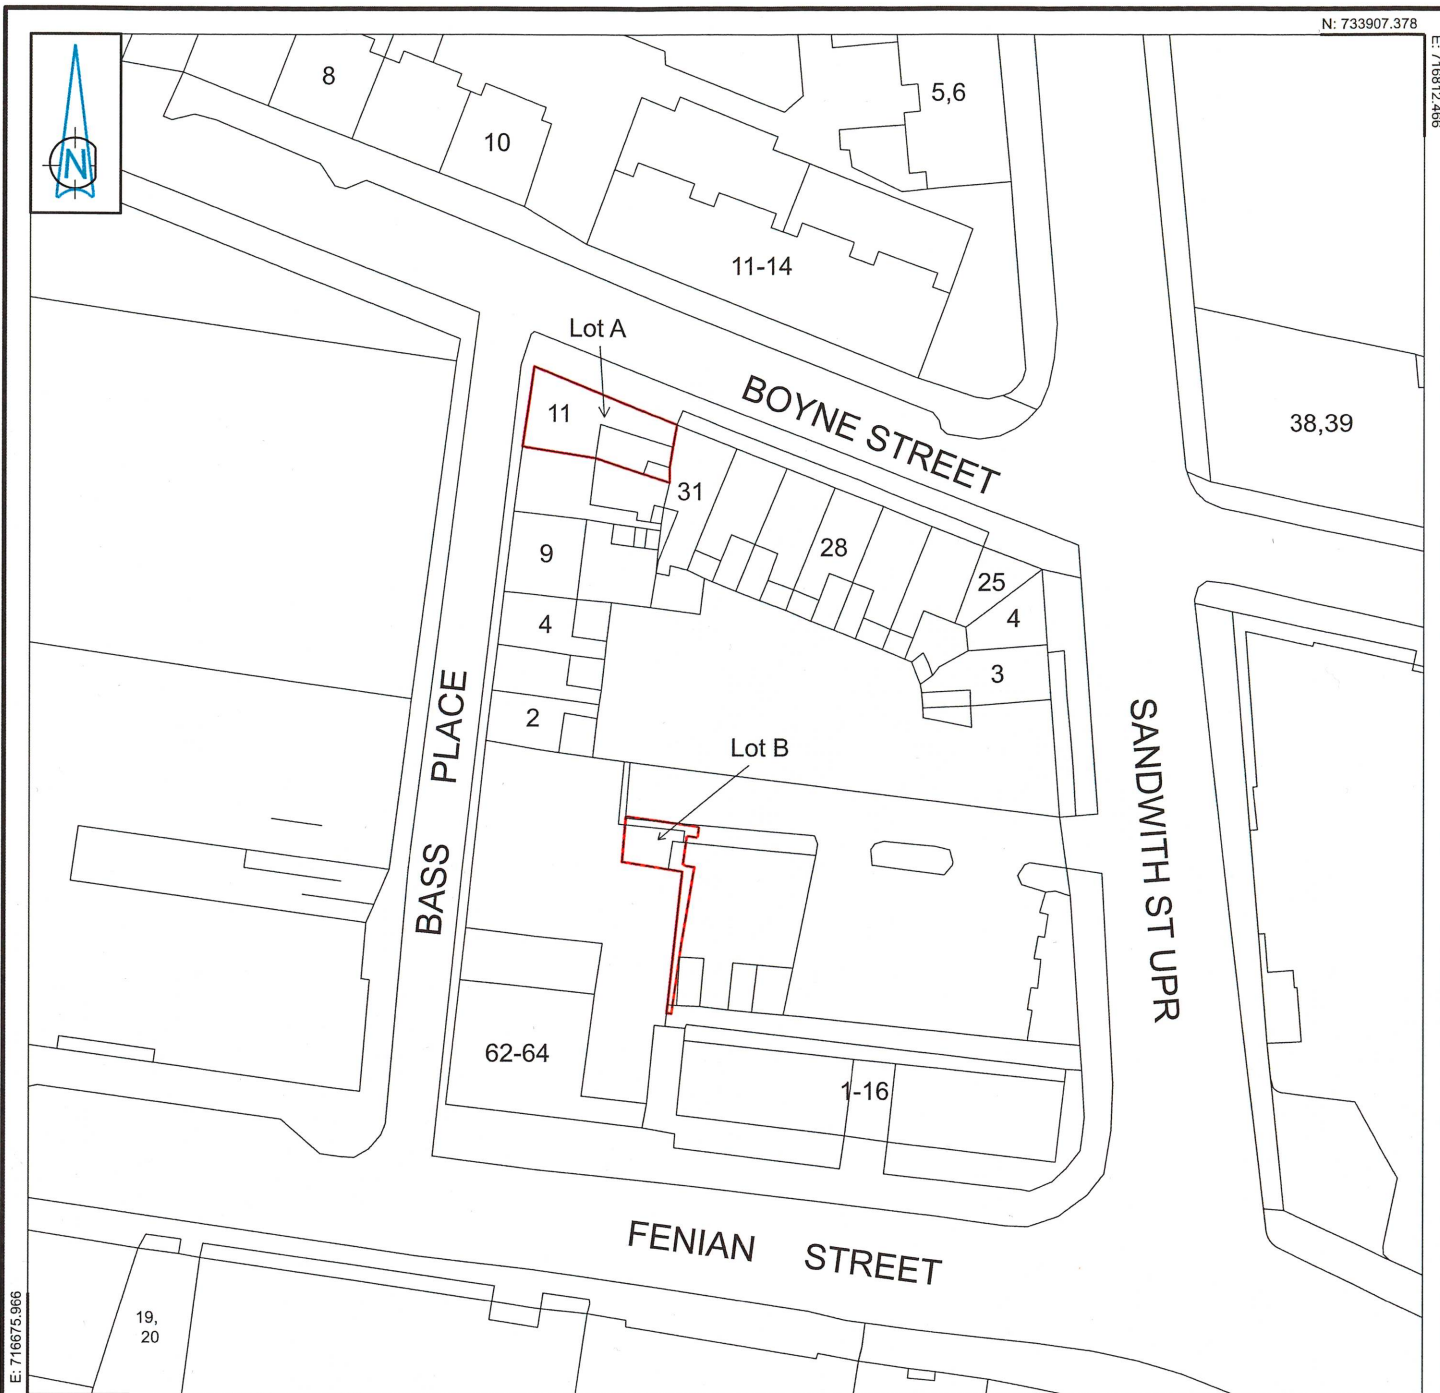 N: 733907.378
E: 716812.466
N
8
10
5,6
11-14
Lot A
11
BOYNE STREET
38,39
31
28
9
25
4
4
3
2
BASS PLACE
Lot B
SANDWITH ST UPR
62-64
1-16
FENIAN STREET
19,
20
E: 716675.966